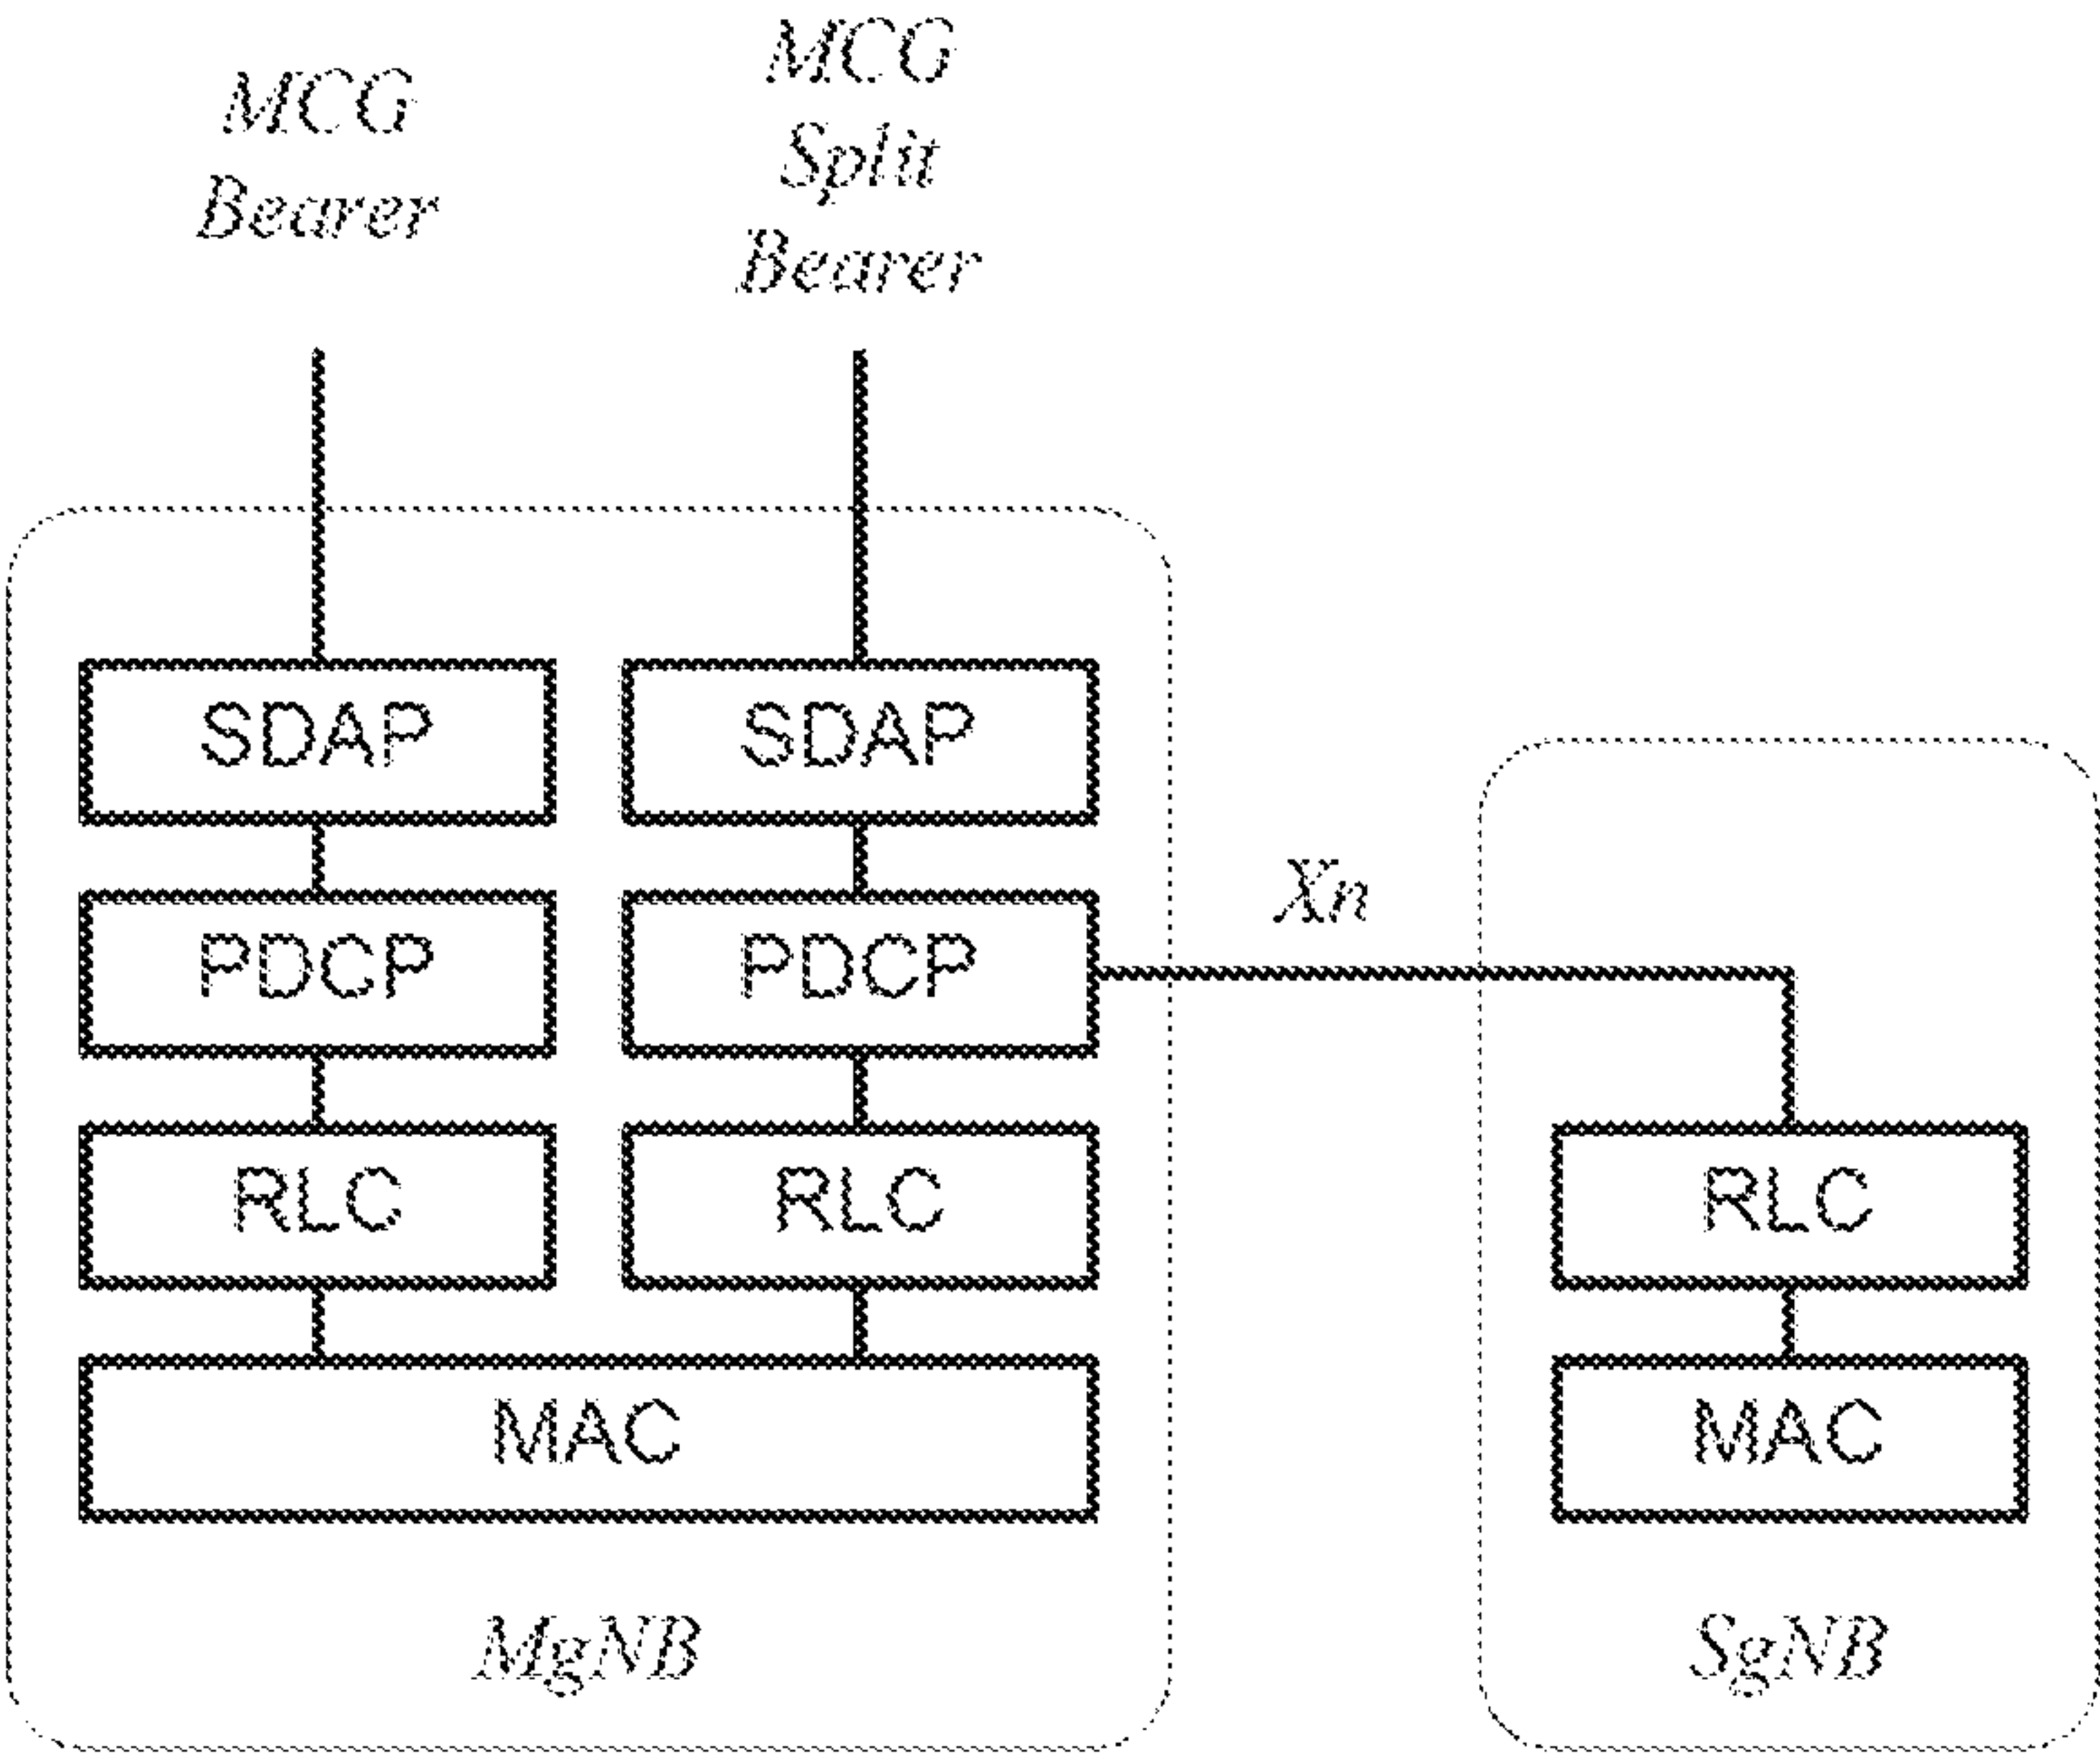 MCG
Bearer
MCG
Split
Bearer
SDAP
SDAP
PDCP
PDCP
Xn
RLC
RLC
RLC
MAC
MAC
MgNB
SgNB